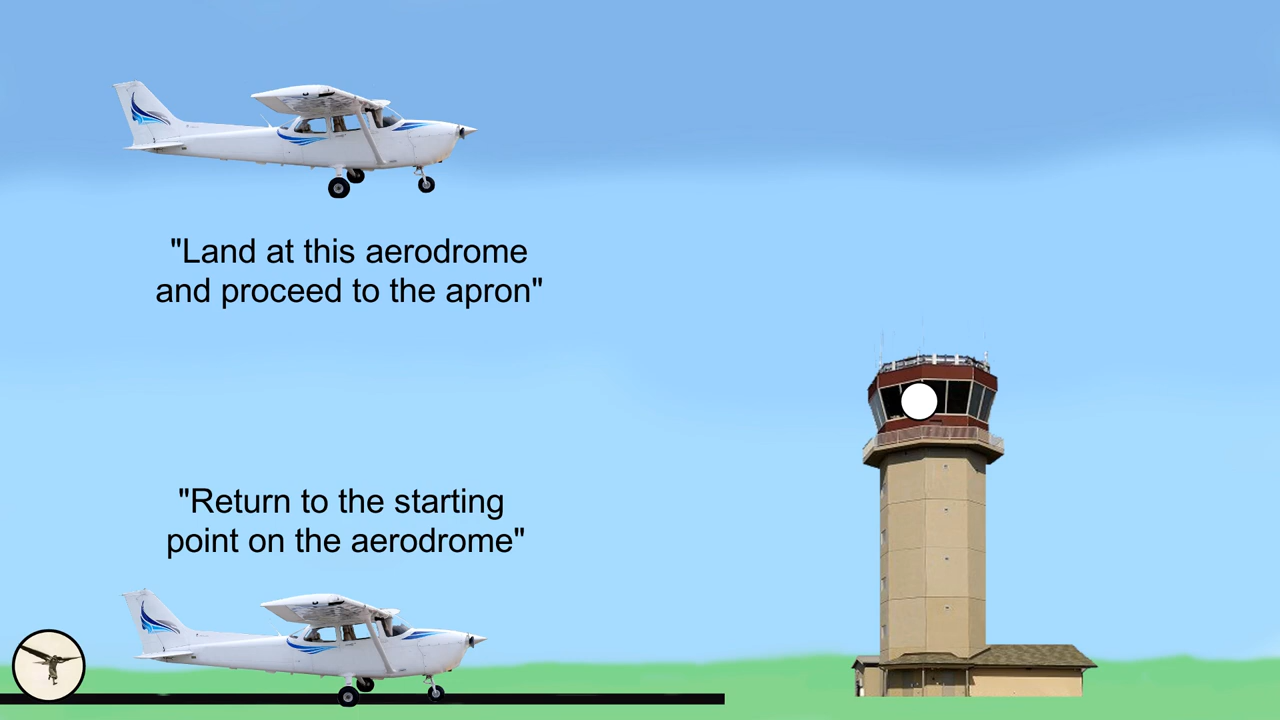 "Land at this aerodrome
and proceed to the apron"
"Return to the starting
point on the aerodrome"